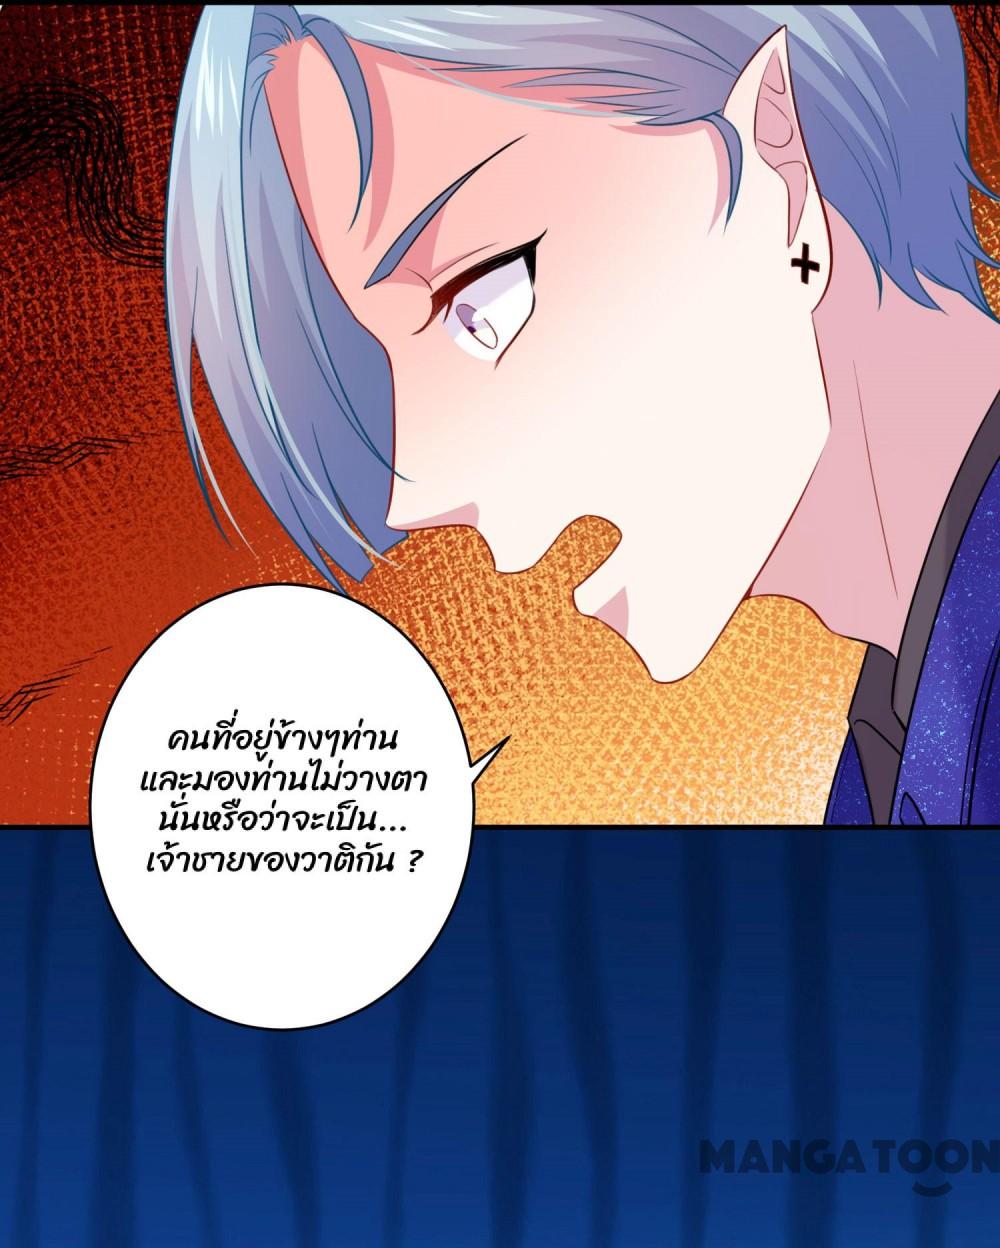 คนที่อยู่ข้างๆท่าน
และมองท่านไม่วางตา
นั่นหรือว่าจะเป็น...
เจ้าชายของวาติกัน ?
MANGATOON